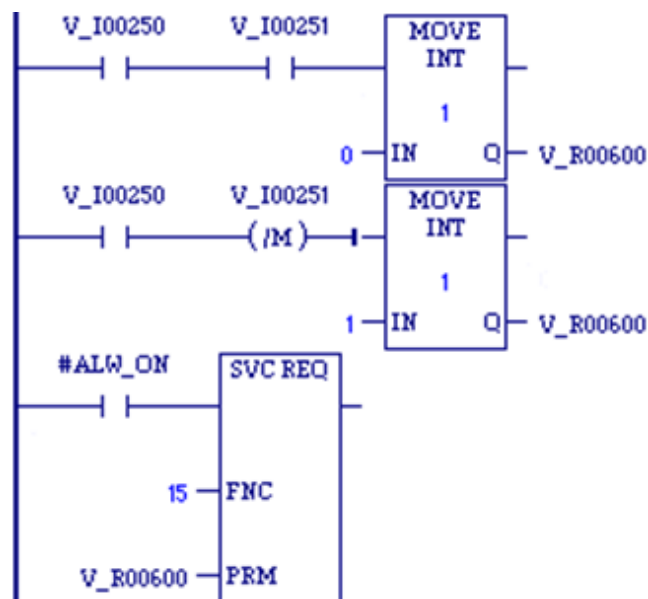 V_I00250 V_I00251 MOVE
INT
1
0 IN Q V_R00600
V_I00250 V_I00251 MOVE
(/M) INT
1
1 IN Q V_R00600
#ALW_ON SVC REQ
15 FNC
V_R00600 PRM